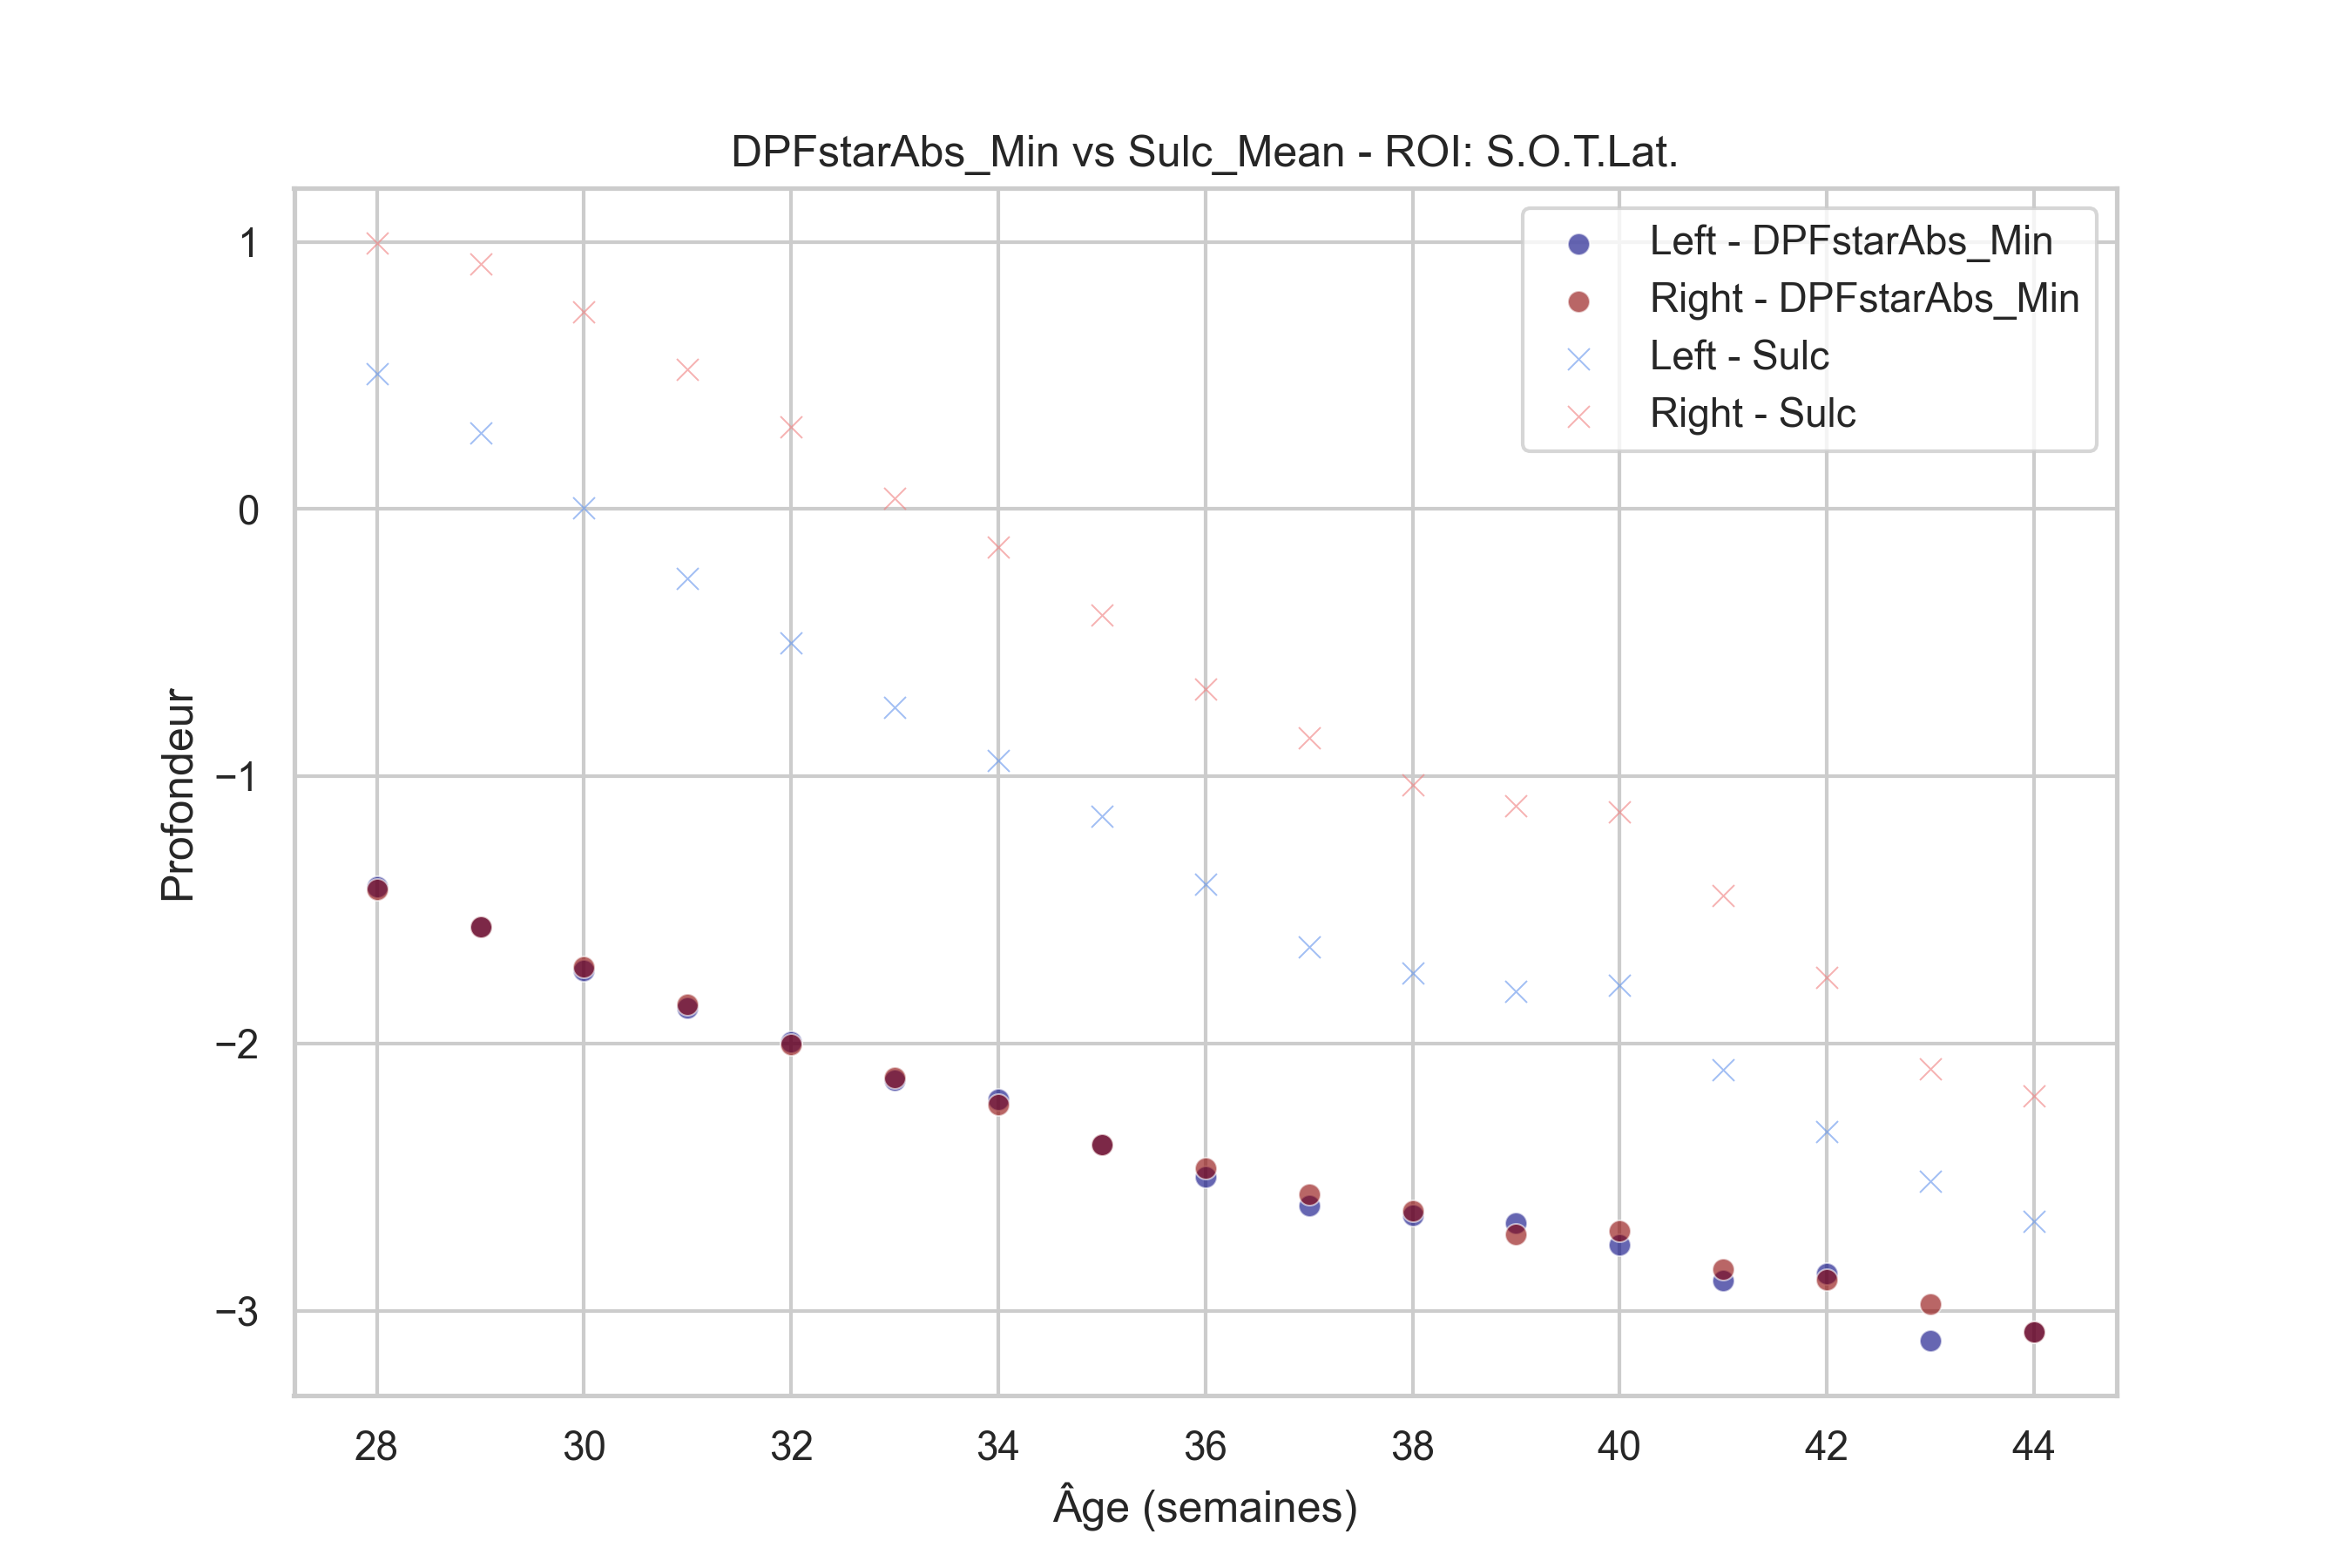 DPFstarAbs_Min vs Sulc_Mean - ROI: S.O.T.Lat.
Left - DPFstarAbs_Min
Right - DPFstarAbs_Min
Left - Sulc
Right - Sulc
Profondeur
1
0
−1
−2
−3
28 30 32 34 36 38 40 42 44
Âge (semaines)